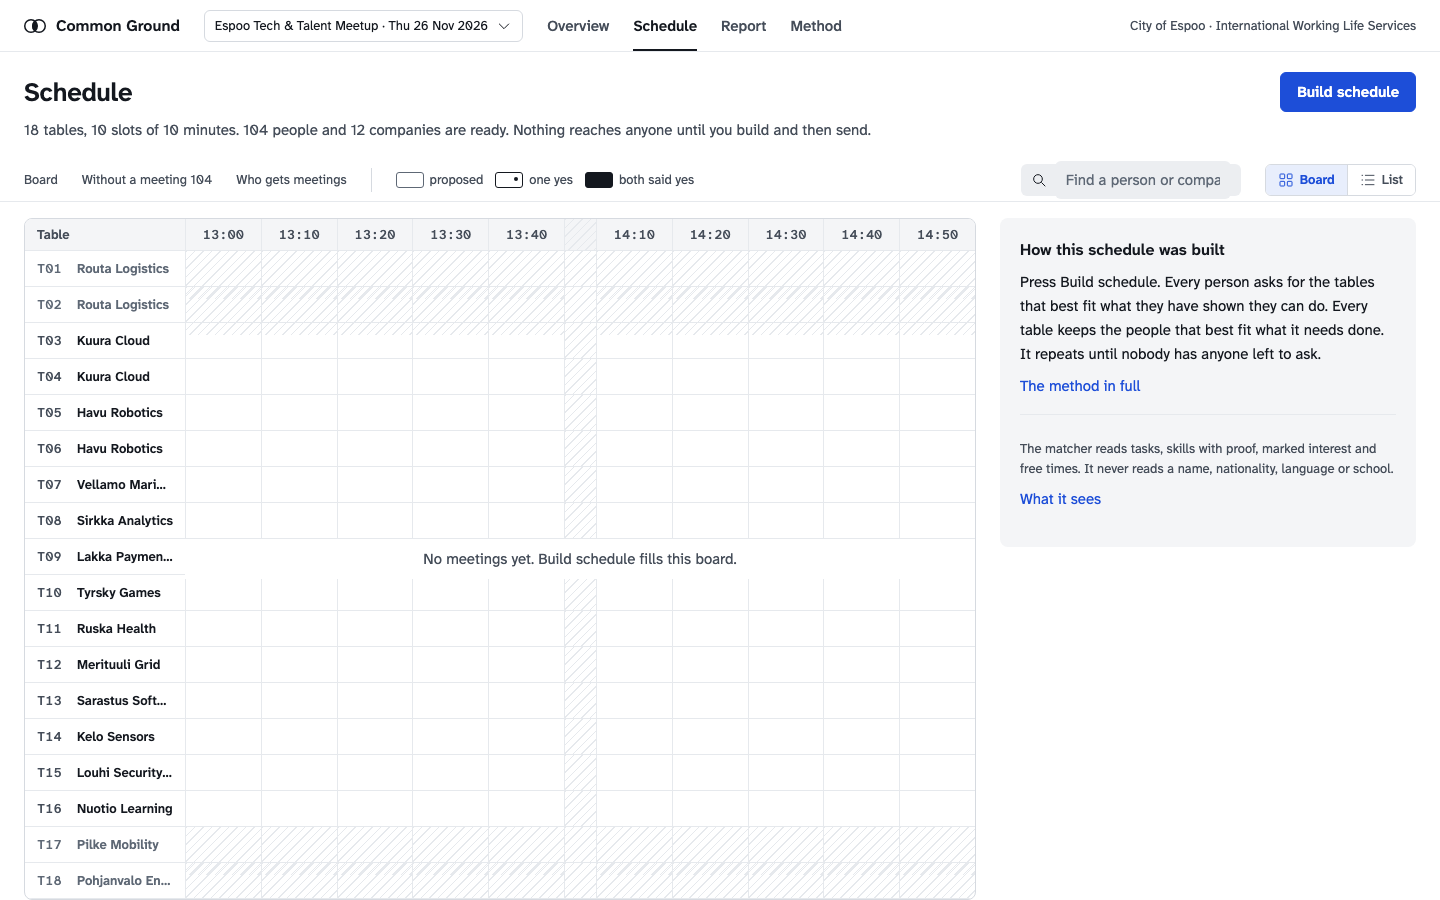 Common Ground
Espoo Tech & Talent Meetup · Thu 26 Nov 2026
Overview
Schedule
Report
Method
City of Espoo · International Working Life Services
Schedule
Build schedule
18 tables, 10 slots of 10 minutes. 104 people and 12 companies are ready. Nothing reaches anyone until you build and then send.
Board
Without a meeting 104
Who gets meetings
proposed
one yes
both said yes
Find a person or compa
Board
List
Table 13:00 13:10 13:20 13:30 13:40 14:10 14:20 14:30 14:40 14:50
T01 Routa Logistics
T02 Routa Logistics
T03 Kuura Cloud
T04 Kuura Cloud
T05 Havu Robotics
T06 Havu Robotics
T07 Vellamo Mari...
T08 Sirkka Analytics
T09 Lakka Paymen...
No meetings yet. Build schedule fills this board.
T10 Tyrsky Games
T11 Ruska Health
T12 Merituuli Grid
T13 Sarastus Soft...
T14 Kelo Sensors
T15 Louhi Security...
T16 Nuotio Learning
T17 Pilke Mobility
T18 Pohjanvalo En...
How this schedule was built
Press Build schedule. Every person asks for the tables
that best fit what they have shown they can do. Every
table keeps the people that best fit what it needs done.
It repeats until nobody has anyone left to ask.
The method in full
The matcher reads tasks, skills with proof, marked interest and
free times. It never reads a name, nationality, language or school.
What it sees